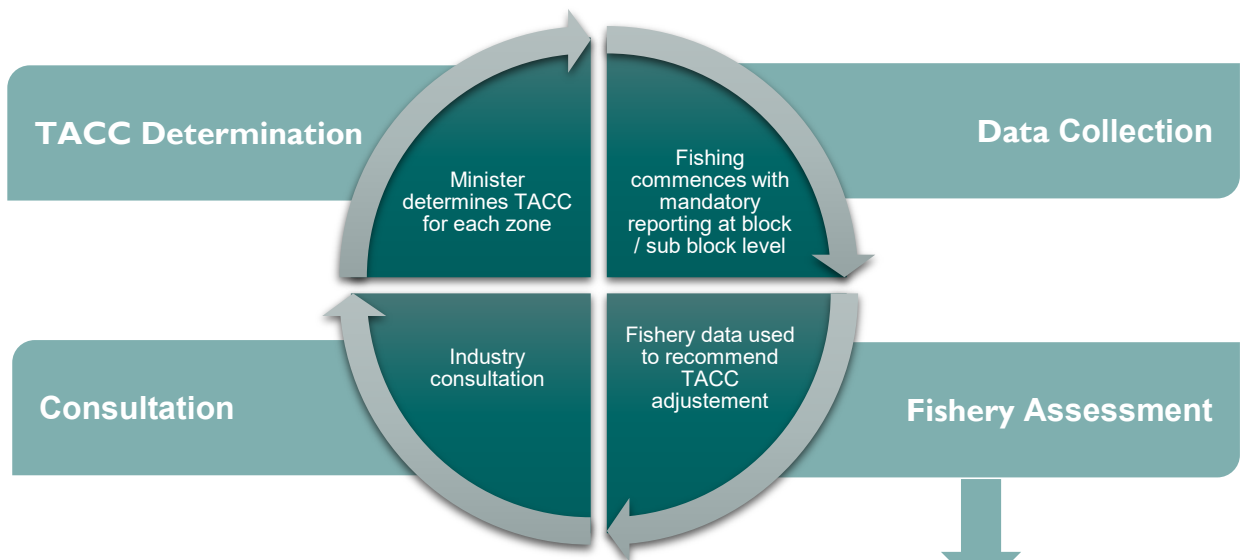 TACC Determination
Minister
determines TACC
for each zone
Fishing
commences with
mandatory
reporting at block
/ sub block level
Data Collection
Consultation
Industry
consultation
Fishery data used
to recommend
TACC
adjustement
Fishery Assessment